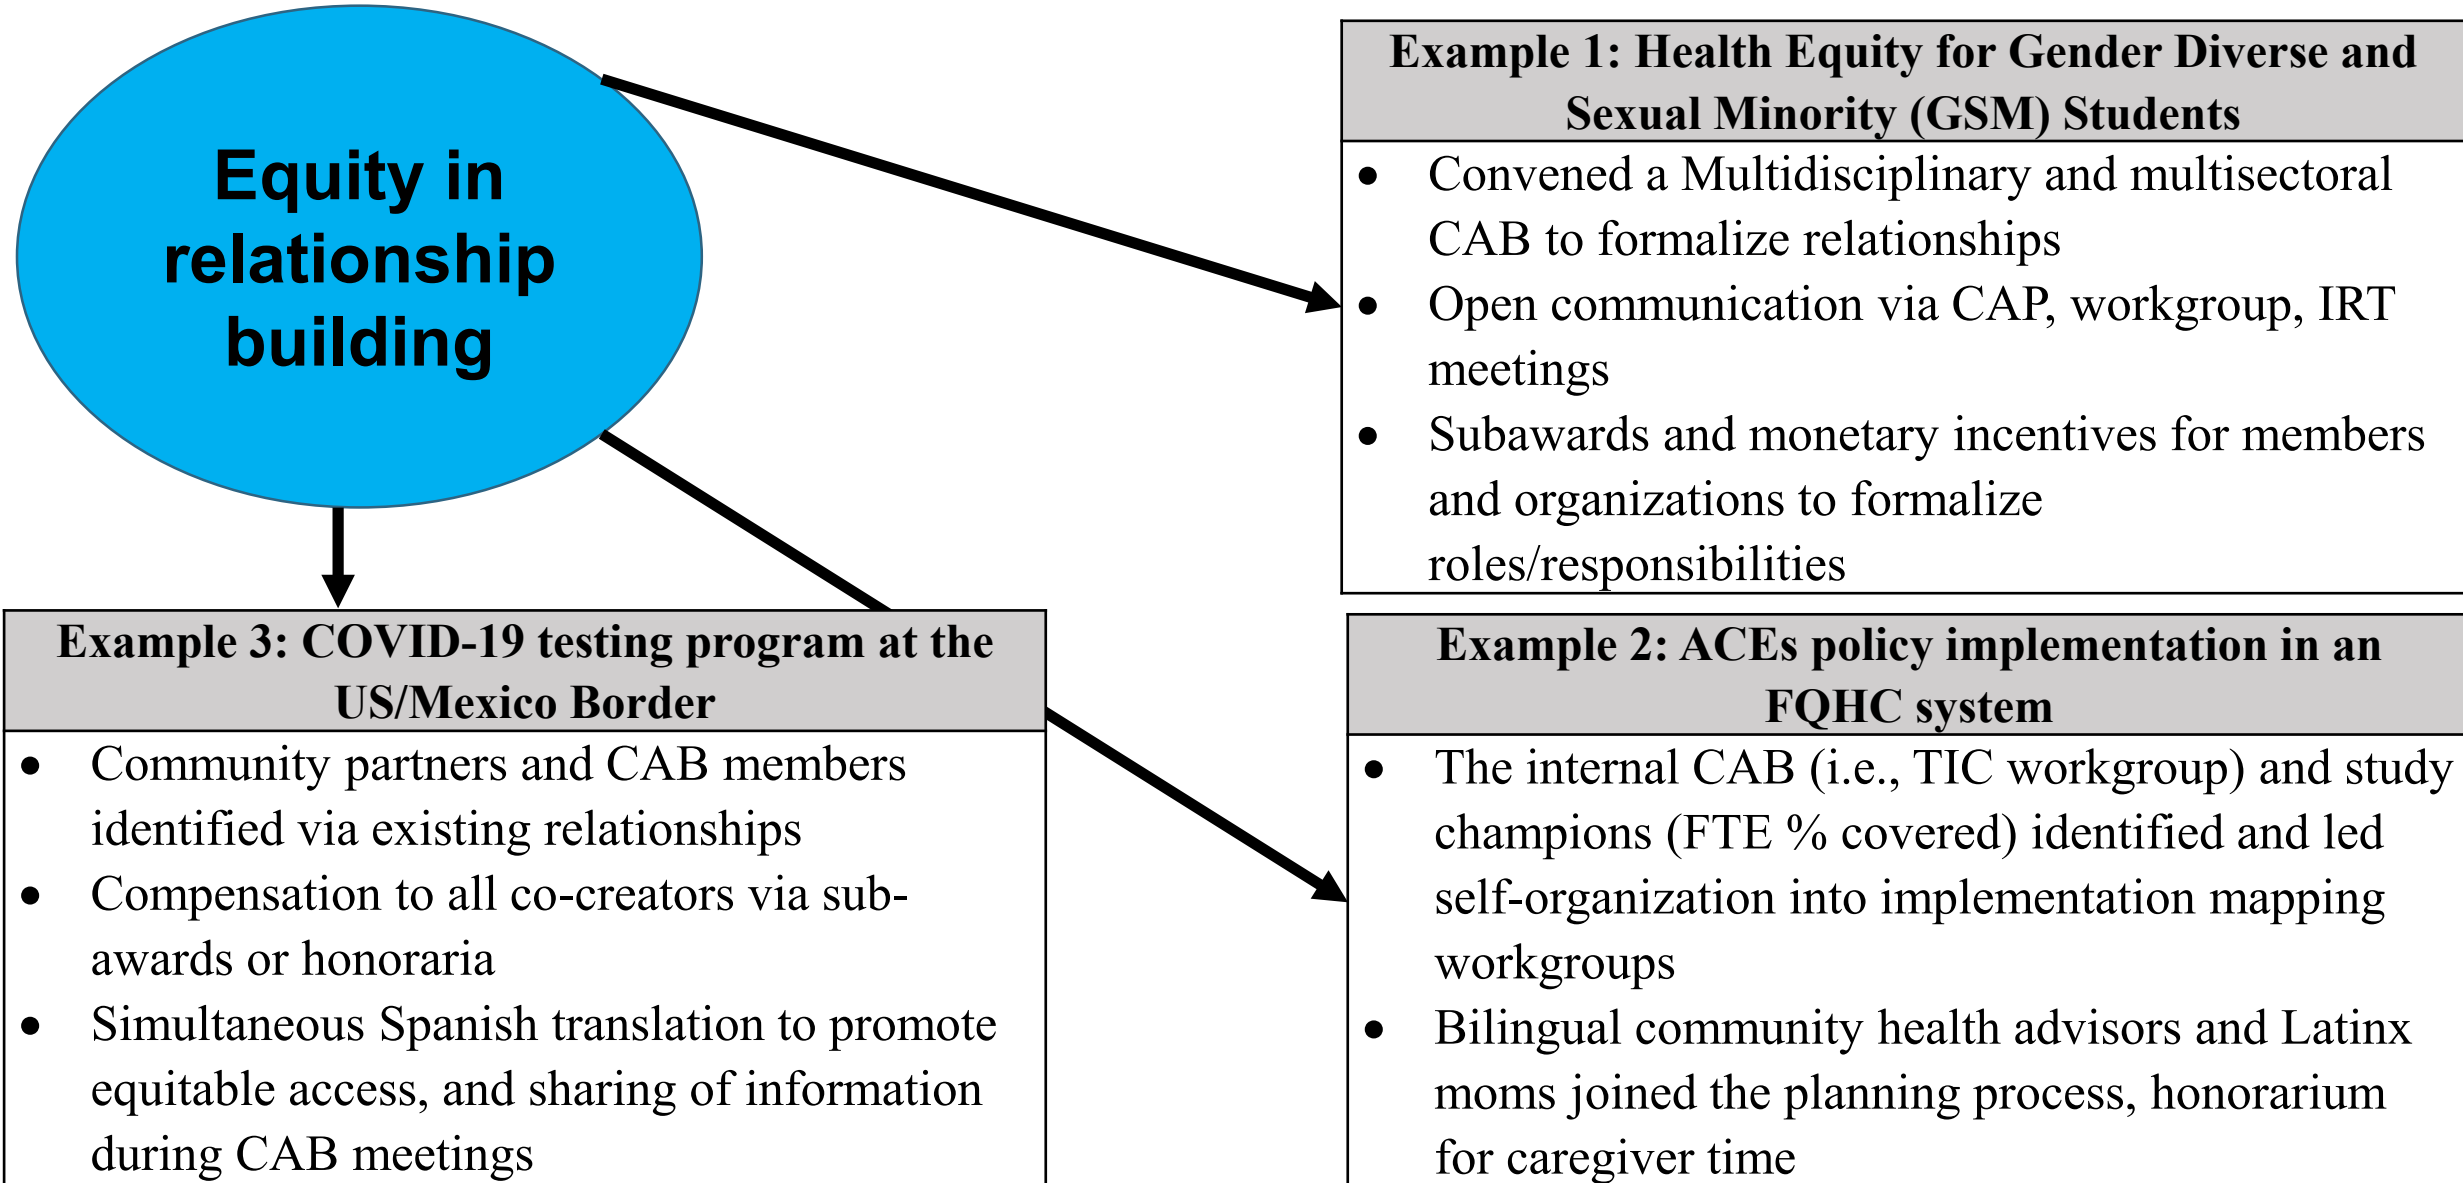 Equity in
relationship
building
Example 1: Health Equity for Gender Diverse and
Sexual Minority (GSM) Students
• Convened a Multidisciplinary and multisectoral
CAB to formalize relationships
• Open communication via CAP, workgroup, IRT
meetings
• Subawards and monetary incentives for members
and organizations to formalize
roles/responsibilities
Example 3: COVID-19 testing program at the
US/Mexico Border
• Community partners and CAB members
identified via existing relationships
• Compensation to all co-creators via sub-
awards or honoraria
• Simultaneous Spanish translation to promote
equitable access, and sharing of information
during CAB meetings
Example 2: ACEs policy implementation in an
FQHC system
• The internal CAB (i.e., TIC workgroup) and study
champions (FTE % covered) identified and led
self-organization into implementation mapping
workgroups
• Bilingual community health advisors and Latinx
moms joined the planning process, honorarium
for caregiver time